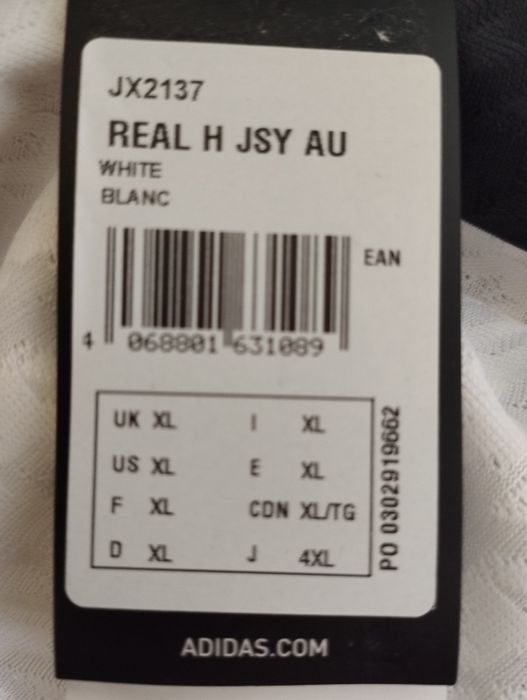 JX2137
REAL H JSY AU
WHITE
BLANC
EAN
4 068801 631089
UK XL I XL
US XL E XL
F XL CDN XL/TG
D XL J 4XL
PO 0302919662
ADIDAS.COM